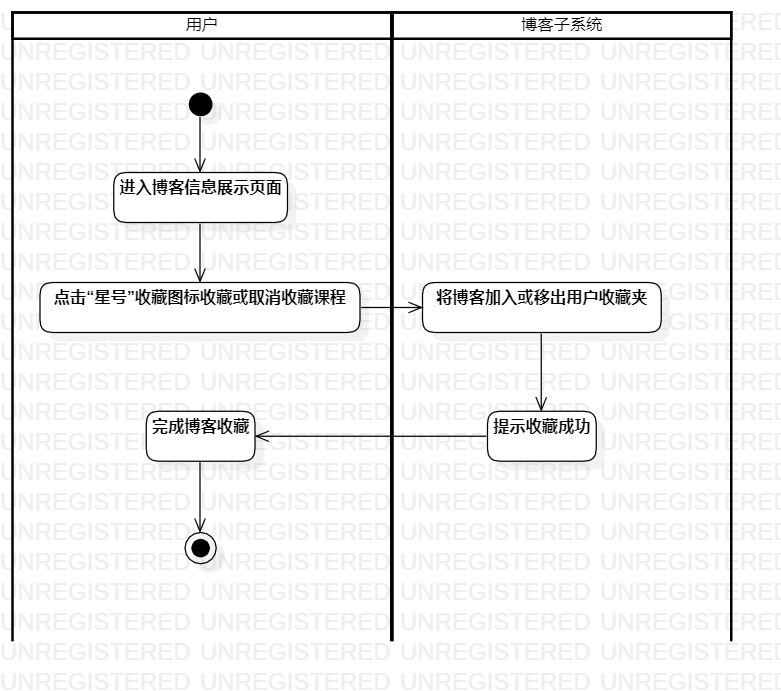 用户
博客子系统
进入博客信息展示页面
点击“星号”收藏图标收藏或取消收藏课程
将博客加入或移出用户收藏夹
完成博客收藏
提示收藏成功
UNREGISTERED